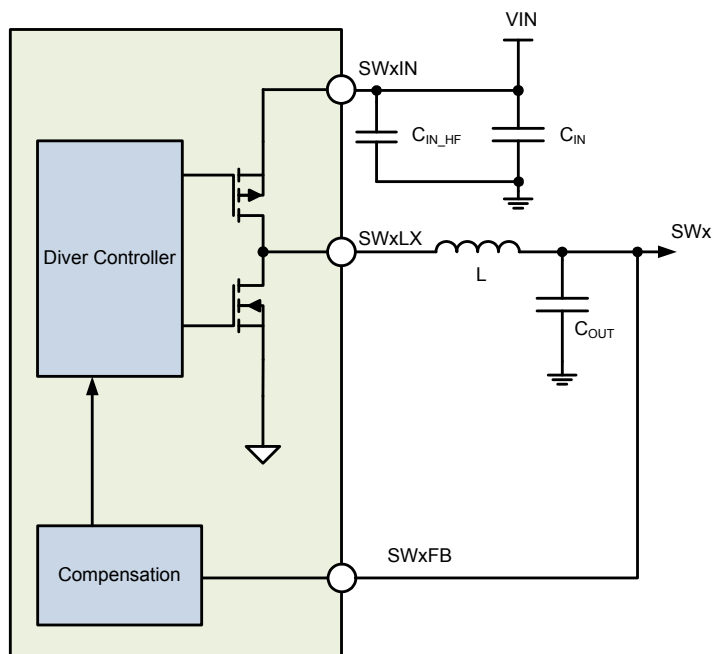 VIN
SWxIN
C_IN_HF
C_IN
Diver Controller
SWxLX
SWx
L
C_OUT
SWxFB
Compensation